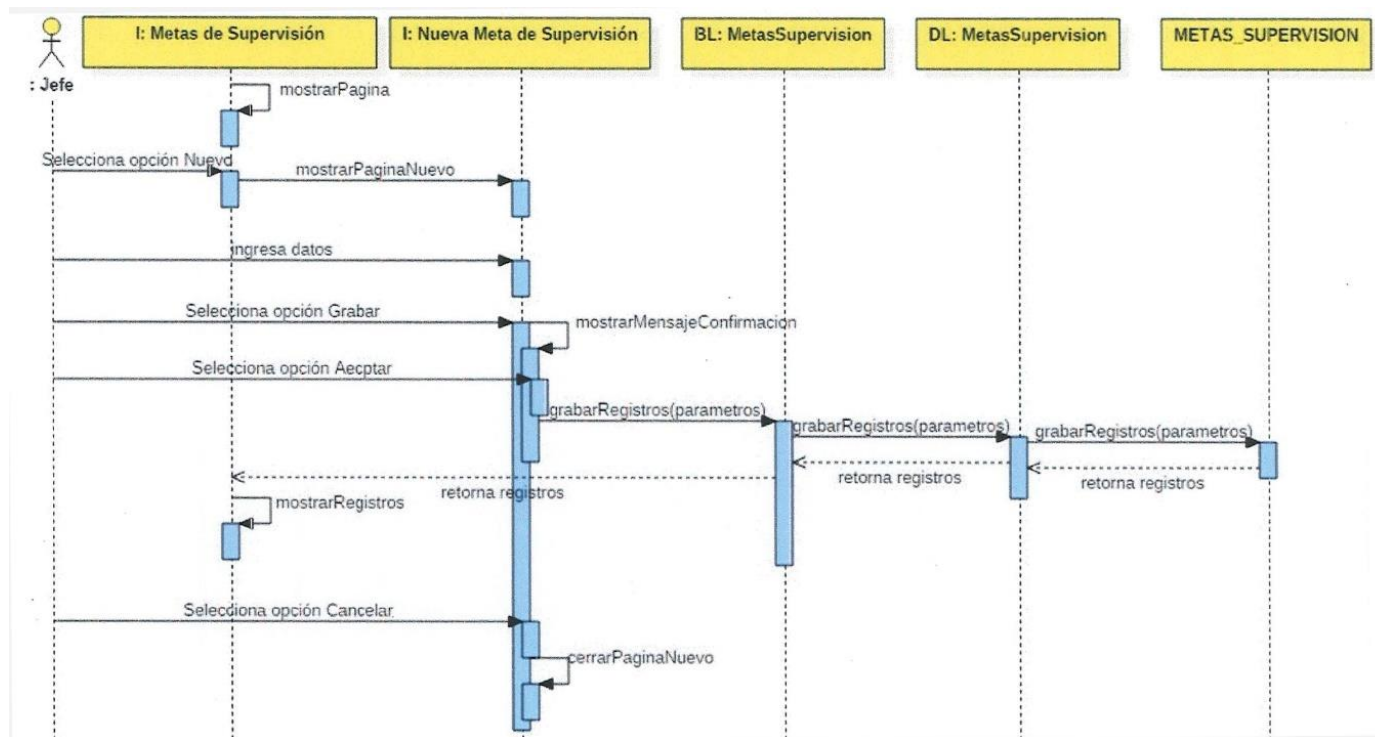 I: Metas de Supervisión
I: Nueva Meta de Supervisión
BL: MetasSupervision
DL: MetasSupervision
METAS_SUPERVISION
: Jefe
mostrarPagina
Selecciona opción Nuevo
mostrarPaginaNuevo
ingresa datos
Selecciona opción Grabar
mostrarMensajeConfirmacion
Selecciona opción Aecptar
grabarRegistros(parametros)
grabarRegistros(parametros)
grabarRegistros(parametros)
retorna registros
retorna registros
retorna registros
mostrarRegistros
Selecciona opción Cancelar
cerrarPaginaNuevo